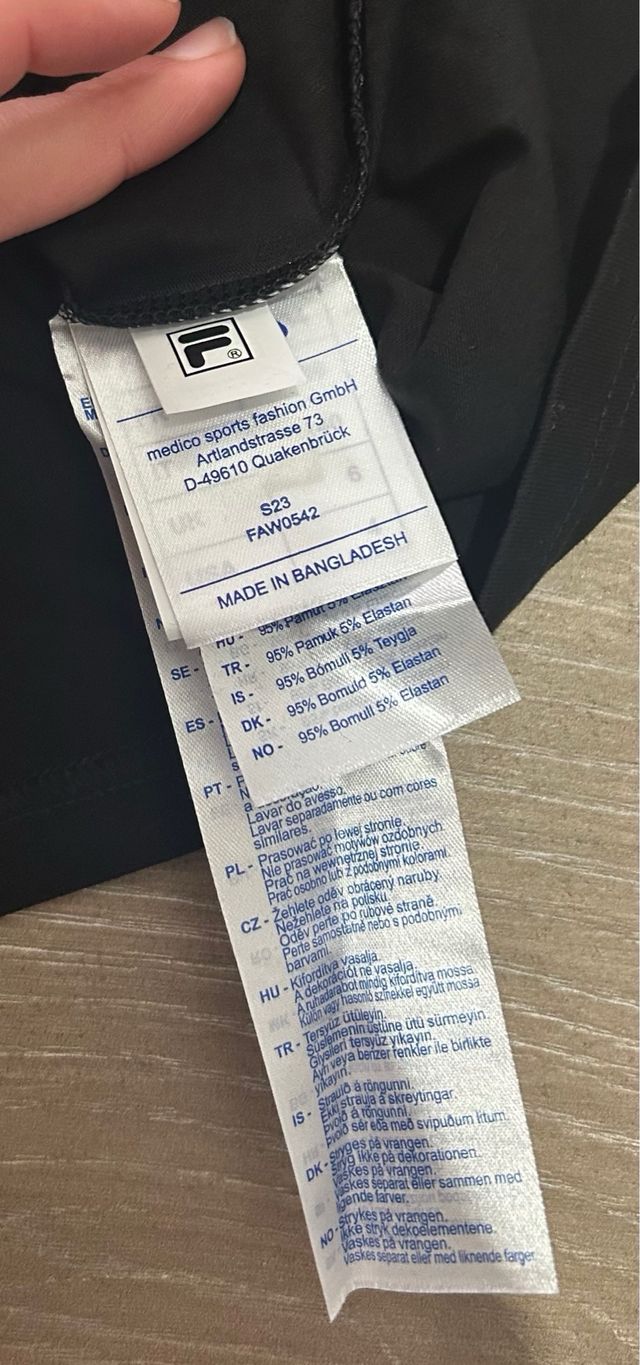 F®
medico sports fashion GmbH
Artlandstrasse 73
D-49610 Quakenbrück
6
S23
FAW0542
MADE IN BANGLADESH
HU - 95% Pamut 5% Elasztán
TR - 95% Pamuk 5% Elastan
IS - 95% Bómull 5% Teygja
DK - 95% Bomuld 5% Elastan
NO - 95% Bomull 5% Elastan
SE -
ES -
PT -
Lavar do avesso.
Lavar separadamente ou com cores
similares.
PL - Prasować po lewej stronie.
Nie prasować motywów ozdobnych.
Prać na wewnętrznej stronie.
Prać osobno lub z podobnymi kolorami.
CZ - Žehlete oděv obrácený naruby
Nežehlete na potisku.
Oděv perte po rubové straně.
Perte samostatně nebo s podobnými
barvami.
HU - Kifordítva vasalja.
A dekorációt ne vasalja.
A ruhadarabot mindig kifordítva mossa
Külön vagy hasonló színekkel együtt mossa
TR - Tersyüz ütüleyin.
Süslemenin üstüne ütü sürmeyin.
Giysileri tersyüz yıkayın.
Ayrı veya benzer renkler ile birlikte
yıkayın.
IS - Strauið á röngunni.
Ekki strauja á skreytingar.
Þvoið á röngunni.
Þvoið sér eða með svipuðum litum.
DK - Stryges på vrangen.
Stryg ikke på dekorationen.
Vaskes på vrangen.
Vaskes separat eller sammen med
lignende farver.
NO - Strykes på vrangen.
Ikke stryk dekoelementene.
Vaskes på vrangen.
Vaskes separat eller med liknende farger